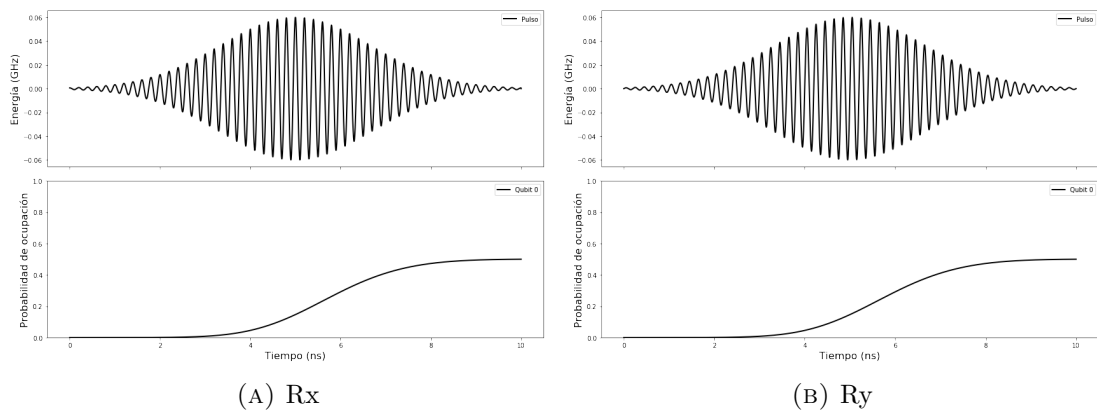 Pulso
Energía (GHz)
0.06
0.04
0.02
0.00
−0.02
−0.04
−0.06
Qubit 0
Probabilidad de ocupación
1.0
0.8
0.6
0.4
0.2
0.0
0 2 4 6 8 10
Tiempo (ns)
(A) Rx
Pulso
Energía (GHz)
0.06
0.04
0.02
0.00
−0.02
−0.04
−0.06
Qubit 0
Probabilidad de ocupación
1.0
0.8
0.6
0.4
0.2
0.0
0 2 4 6 8 10
Tiempo (ns)
(B) Ry